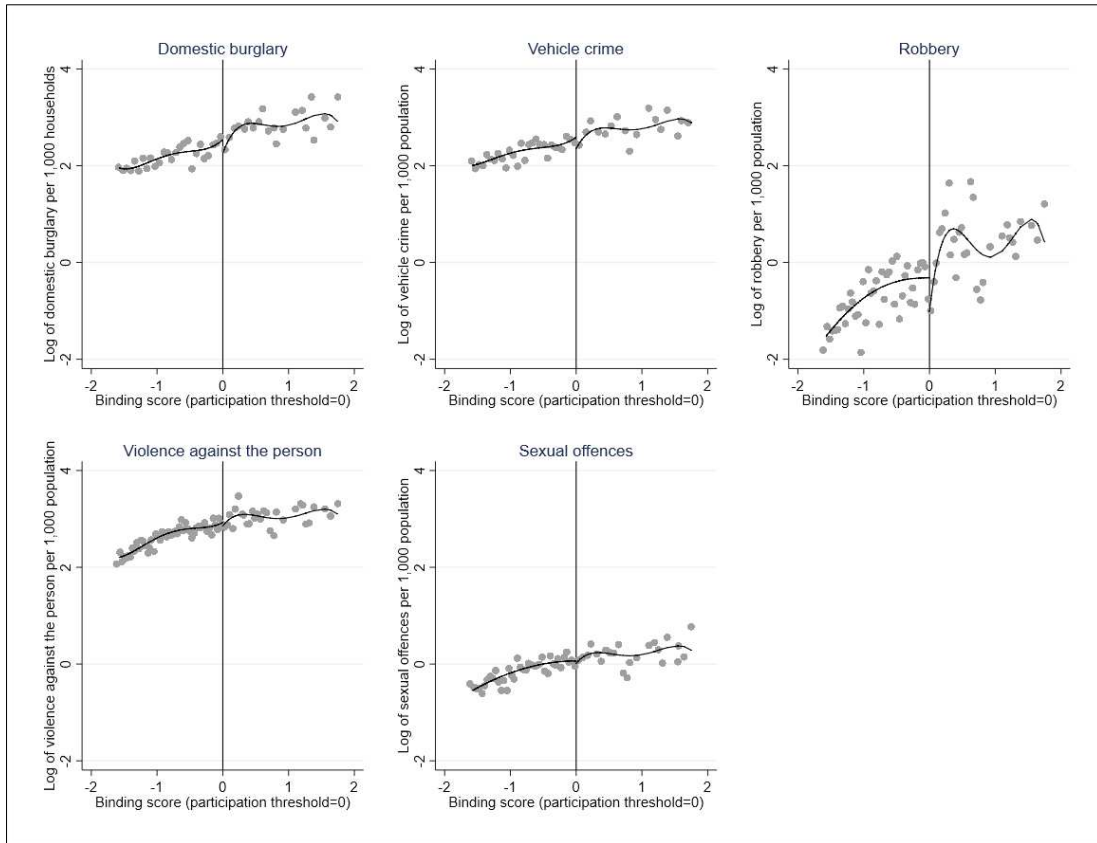 Domestic burglary
Log of domestic burglary per 1,000 households
4
2
0
-2
-2 -1 0 1 2
Binding score (participation threshold=0)
Vehicle crime
Log of vehicle crime per 1,000 population
4
2
0
-2
-2 -1 0 1 2
Binding score (participation threshold=0)
Robbery
Log of robbery per 1,000 population
4
2
0
-2
-2 -1 0 1 2
Binding score (participation threshold=0)
Violence against the person
Log of violence against the person per 1,000 population
4
2
0
-2
-2 -1 0 1 2
Binding score (participation threshold=0)
Sexual offences
Log of sexual offences per 1,000 population
4
2
0
-2
-2 -1 0 1 2
Binding score (participation threshold=0)